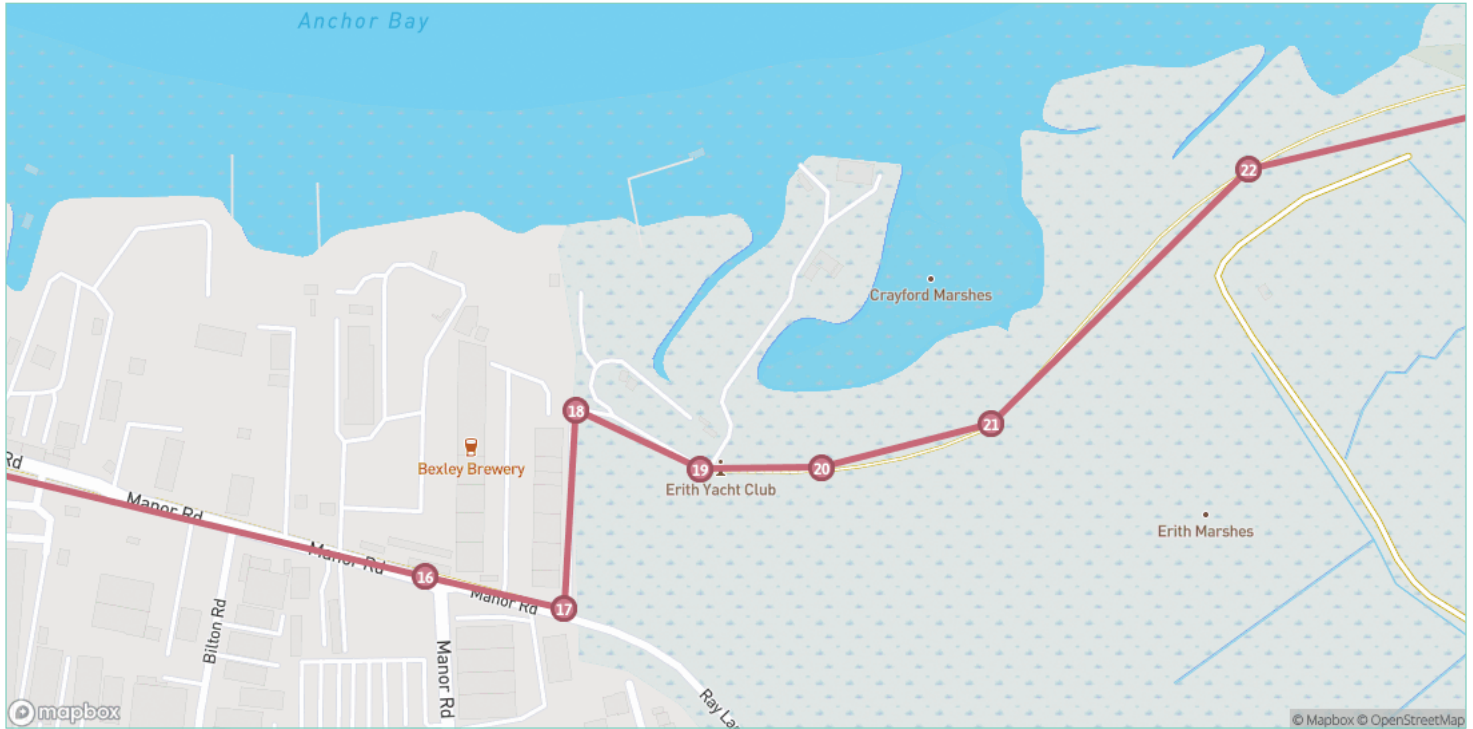 Anchor Bay
22
Crayford Marshes
18
21
Bexley Brewery
19
20
Rd
Erith Yacht Club
Manor Rd
Erith Marshes
Manor Rd
16
Manor Rd
17
Bilton Rd
Manor Rd
Ray La
mapbox
© Mapbox © OpenStreetMap